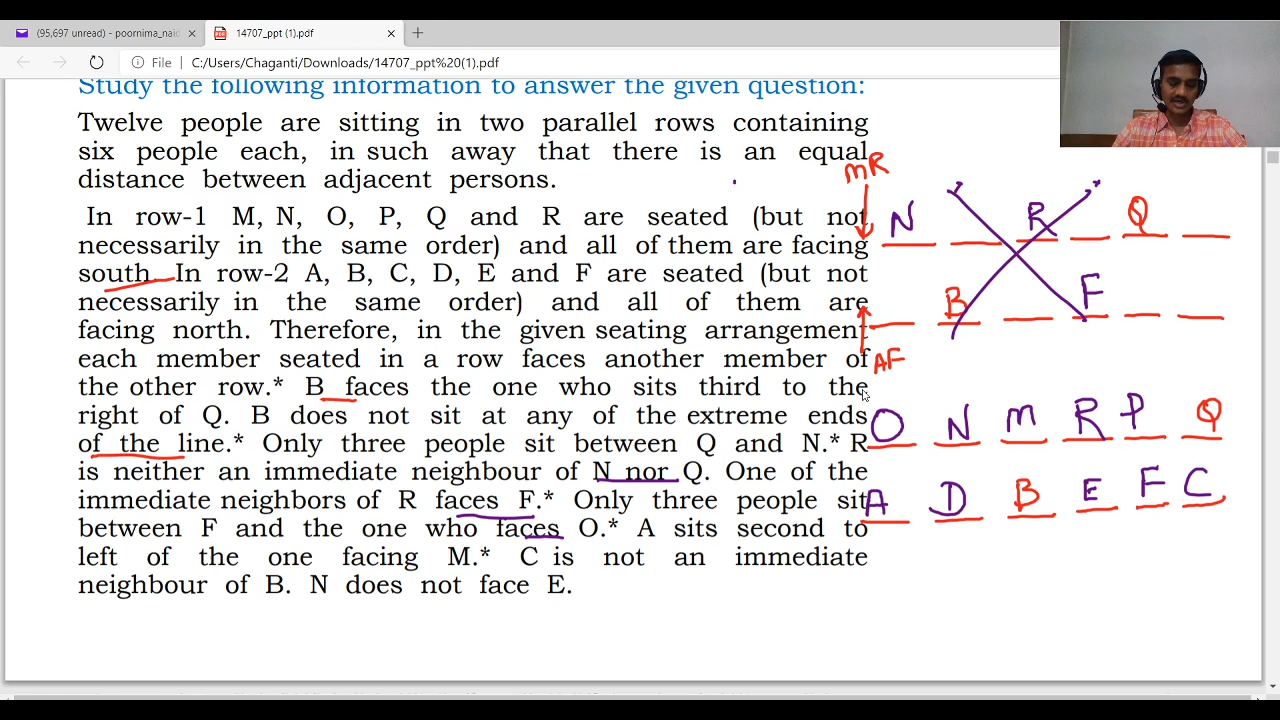 (95,697 unread) - poornima_naid
14707_ppt (1).pdf
File C:/Users/Chaganti/Downloads/14707_ppt%20(1).pdf
Study the following information to answer the given question:
Twelve people are sitting in two parallel rows containing
six people each, in such away that there is an equal
distance between adjacent persons.
In row-1 M, N, O, P, Q and R are seated (but not
necessarily in the same order) and all of them are facing
south. In row-2 A, B, C, D, E and F are seated (but not
necessarily in the same order) and all of them are
facing north. Therefore, in the given seating arrangement
each member seated in a row faces another member of
the other row.* B faces the one who sits third to the
right of Q. B does not sit at any of the extreme ends
of the line.* Only three people sit between Q and N.* R
is neither an immediate neighbour of N nor Q. One of the
immediate neighbors of R faces F.* Only three people sit
between F and the one who faces O.* A sits second to
left of the one facing M.* C is not an immediate
neighbour of B. N does not face E.
MR
N R Q
B F
AF
O N M R P Q
A D B E F C